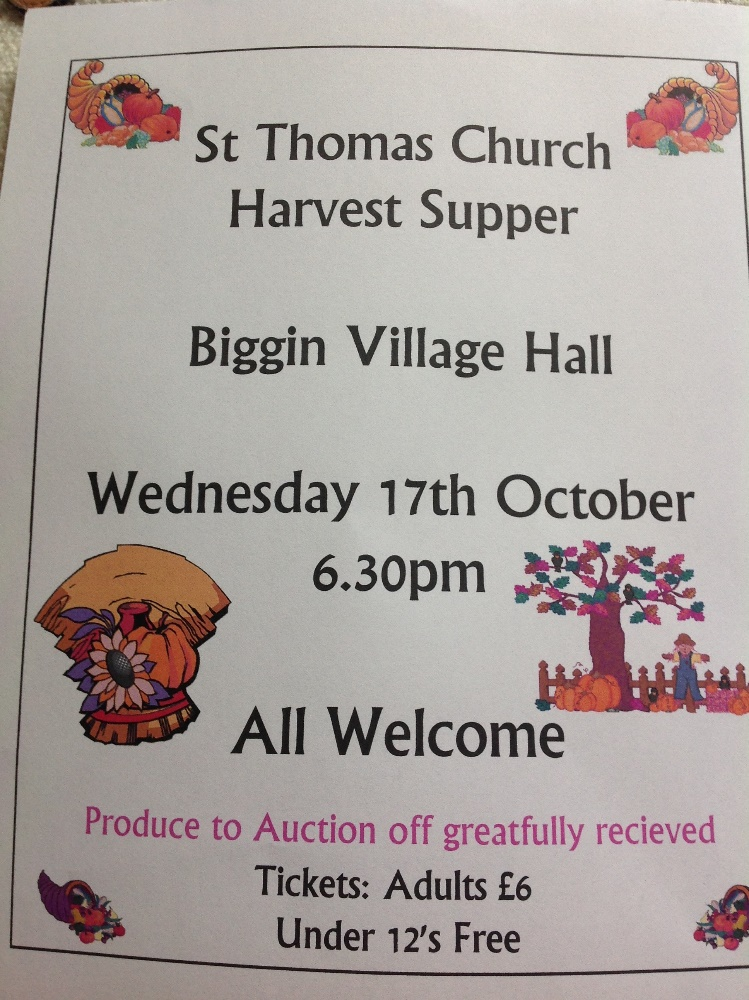 St Thomas Church
Harvest Supper
Biggin Village Hall
Wednesday 17th October
6.30pm
All Welcome
Produce to Auction off greatfully recieved
Tickets: Adults £6
Under 12's Free